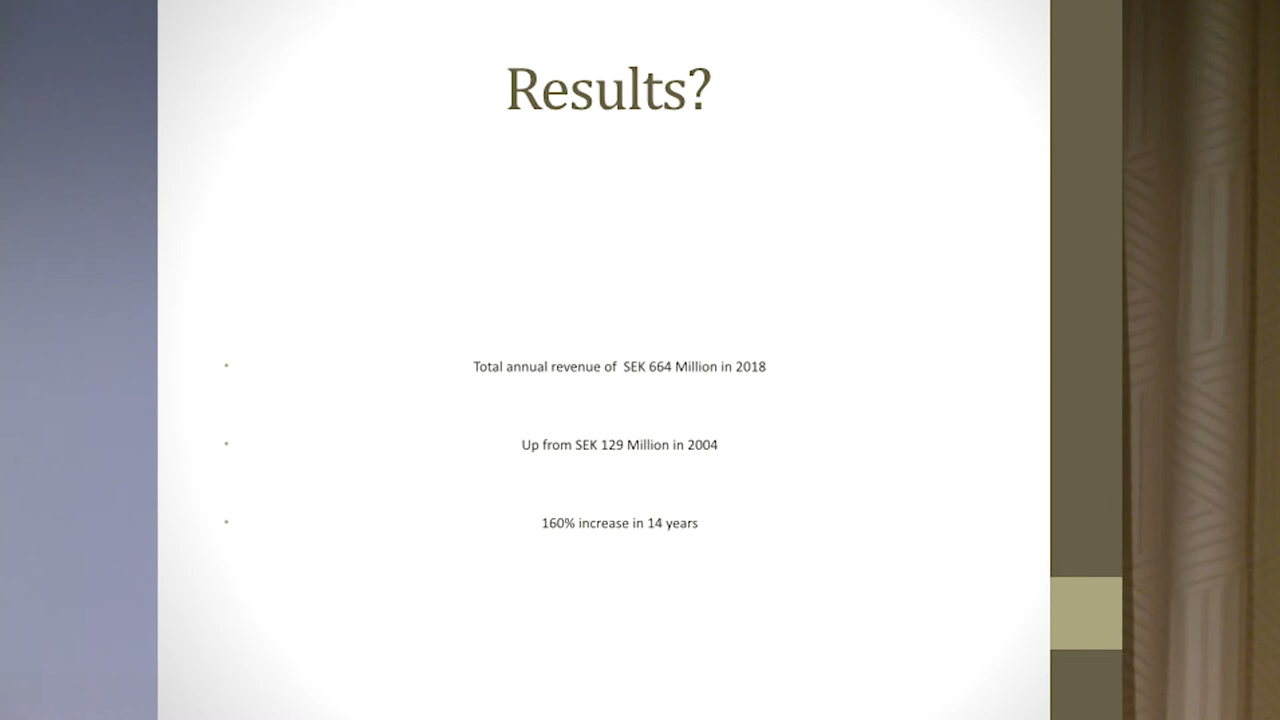 Results?
• Total annual revenue of  SEK 664 Million in 2018
• Up from SEK 129 Million in 2004
• 160% increase in 14 years